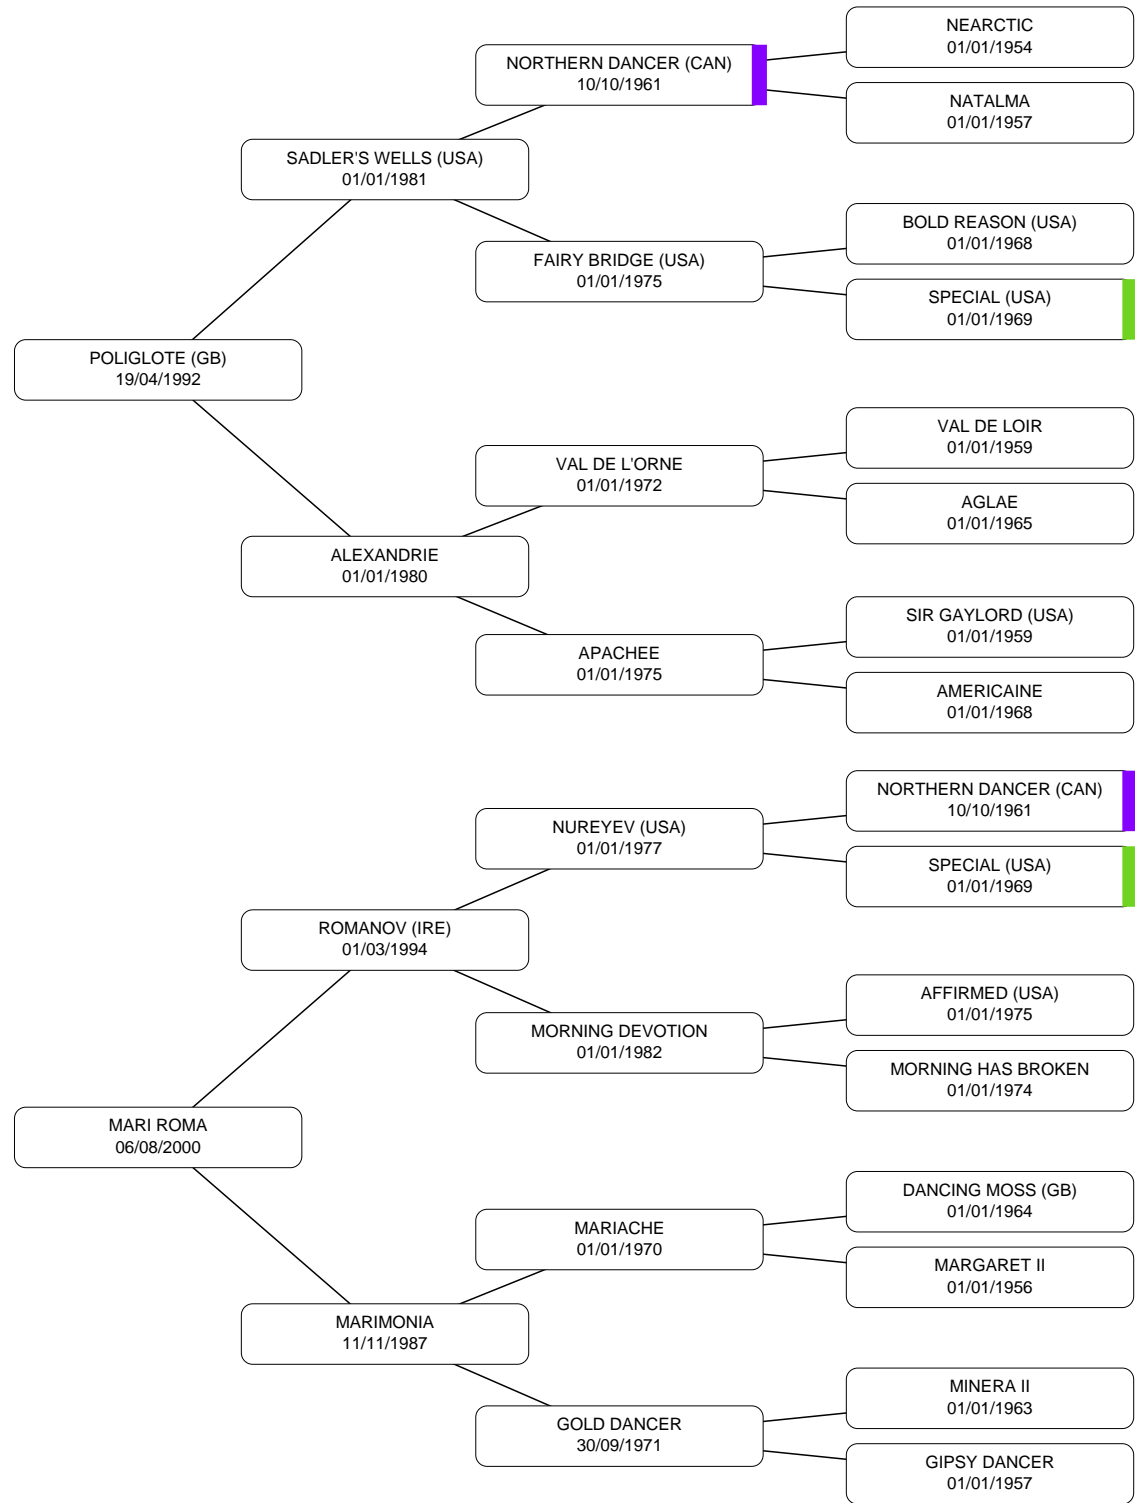 NEARCTIC
01/01/1954
NORTHERN DANCER (CAN)
10/10/1961
NATALMA
01/01/1957
SADLER'S WELLS (USA)
01/01/1981
BOLD REASON (USA)
01/01/1968
FAIRY BRIDGE (USA)
01/01/1975
SPECIAL (USA)
01/01/1969
POLIGLOTE (GB)
19/04/1992
VAL DE LOIR
01/01/1959
VAL DE L'ORNE
01/01/1972
AGLAE
01/01/1965
ALEXANDRIE
01/01/1980
SIR GAYLORD (USA)
01/01/1959
APACHEE
01/01/1975
AMERICAINE
01/01/1968
NORTHERN DANCER (CAN)
10/10/1961
NUREYEV (USA)
01/01/1977
SPECIAL (USA)
01/01/1969
ROMANOV (IRE)
01/03/1994
AFFIRMED (USA)
01/01/1975
MORNING DEVOTION
01/01/1982
MORNING HAS BROKEN
01/01/1974
MARI ROMA
06/08/2000
DANCING MOSS (GB)
01/01/1964
MARIACHE
01/01/1970
MARGARET II
01/01/1956
MARIMONIA
11/11/1987
MINERA II
01/01/1963
GOLD DANCER
30/09/1971
GIPSY DANCER
01/01/1957